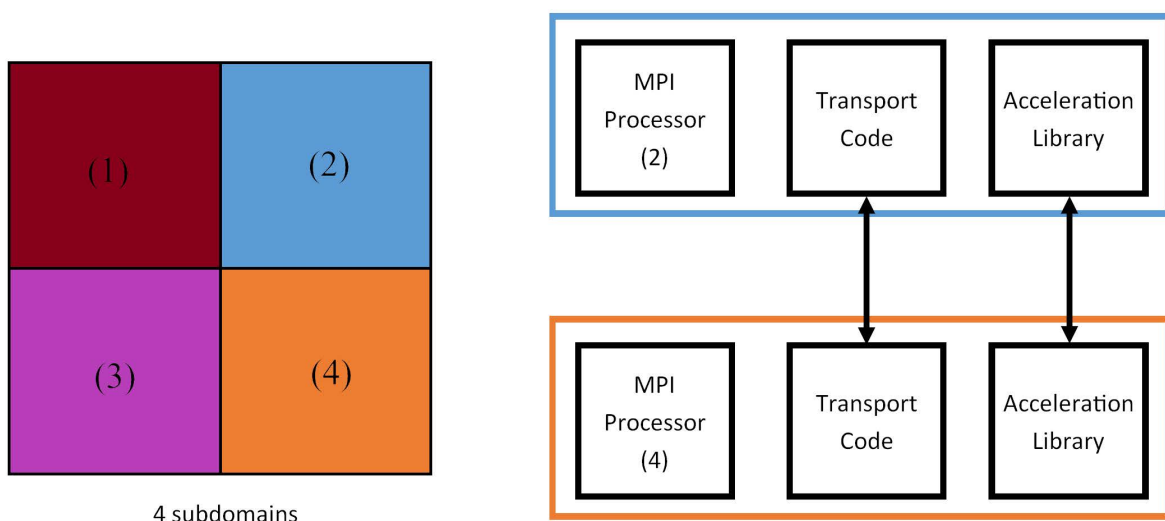 (1)
(2)
(3)
(4)
4 subdomains
MPI
Processor
(2)
Transport
Code
Acceleration
Library
MPI
Processor
(4)
Transport
Code
Acceleration
Library